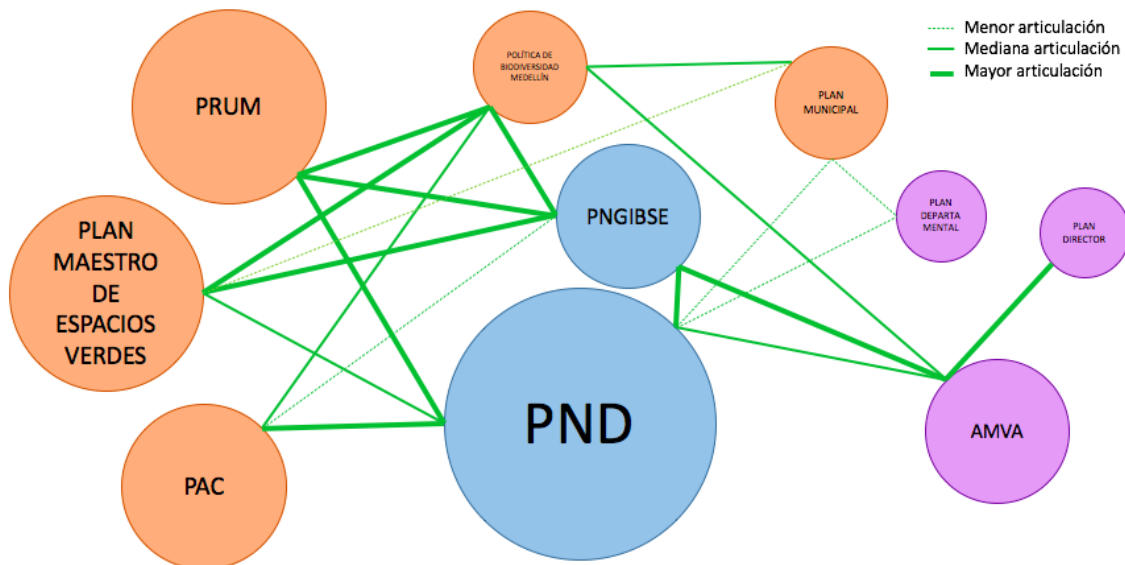 Menor articulación
Mediana articulación
Mayor articulación
POLÍTICA DE
BIODIVERSIDAD
MEDELLÍN
PRUM
PLAN
MUNICIPAL
PNGIBSE
PLAN
DEPARTA
MENTAL
PLAN
DIRECTOR
PLAN
MAESTRO
DE
ESPACIOS
VERDES
PND
AMVA
PAC